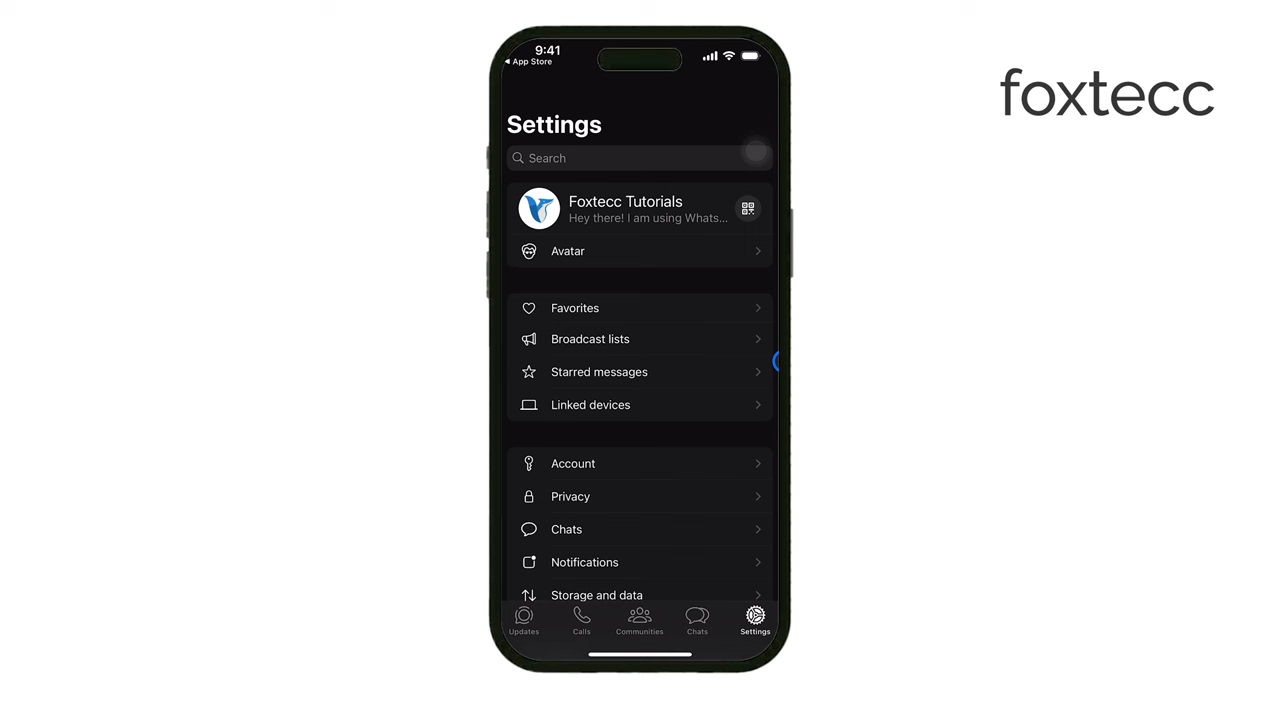 9:41
App Store
foxtecc
Settings
Search
Foxtecc Tutorials
Hey there! I am using Whats...
Avatar
Favorites
Broadcast lists
Starred messages
Linked devices
Account
Privacy
Chats
Notifications
Storage and data
Updates
Calls
Communities
Chats
Settings